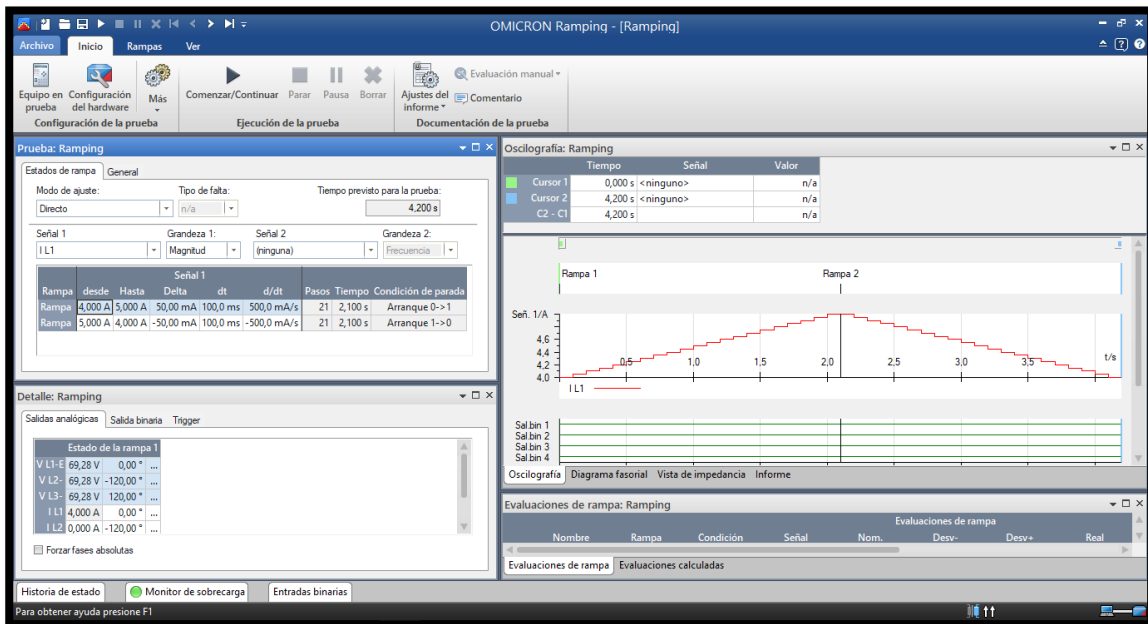 OMICRON Ramping - [Ramping]
Archivo Inicio Rampas Ver
Equipo en prueba
Configuración del hardware
Más
Configuración de la prueba
Comenzar/Continuar Parar Pausa Borrar
Ejecución de la prueba
Ajustes del informe
Evaluación manual
Comentario
Documentación de la prueba
Prueba: Ramping
Estados de rampa General
Modo de ajuste: Tipo de falta: Tiempo previsto para la prueba:
Directo n/a 4,200 s
Señal 1 Grandeza 1: Señal 2 Grandeza 2:
I L1 Magnitud (ninguna) Frecuencia
Señal 1
Rampa desde Hasta Delta dt d/dt Pasos Tiempo Condición de parada
Rampa 4,000 A 5,000 A 50,00 mA 100,0 ms 500,0 mA/s 21 2,100 s Arranque 0->1
Rampa 5,000 A 4,000 A -50,00 mA 100,0 ms -500,0 mA/s 21 2,100 s Arranque 1->0
Detalle: Ramping
Salidas analógicas Salida binaria Trigger
Estado de la rampa 1
V L1-E 69,28 V 0,00 ° ...
V L2- 69,28 V -120,00 ° ...
V L3- 69,28 V 120,00 ° ...
I L1 4,000 A 0,00 ° ...
I L2 0,000 A -120,00 ° ...
Forzar fases absolutas
Oscilografía: Ramping
Tiempo Señal Valor
Cursor 1 0,000 s <ninguno> n/a
Cursor 2 4,200 s <ninguno> n/a
C2 - C1 4,200 s n/a
Rampa 1 Rampa 2
Señ. 1/A
4.6
4.4
4.2
4.0
0,5 1,0 1,5 2,0 2,5 3,0 3,5 t/s
I L1
Sal.bin 1
Sal.bin 2
Sal.bin 3
Sal.bin 4
Oscilografía Diagrama fasorial Vista de impedancia Informe
Evaluaciones de rampa: Ramping
Evaluaciones de rampa
Nombre Rampa Condición Señal Nom. Desv- Desv+ Real
Evaluaciones de rampa Evaluaciones calculadas
Historia de estado Monitor de sobrecarga Entradas binarias
Para obtener ayuda presione F1